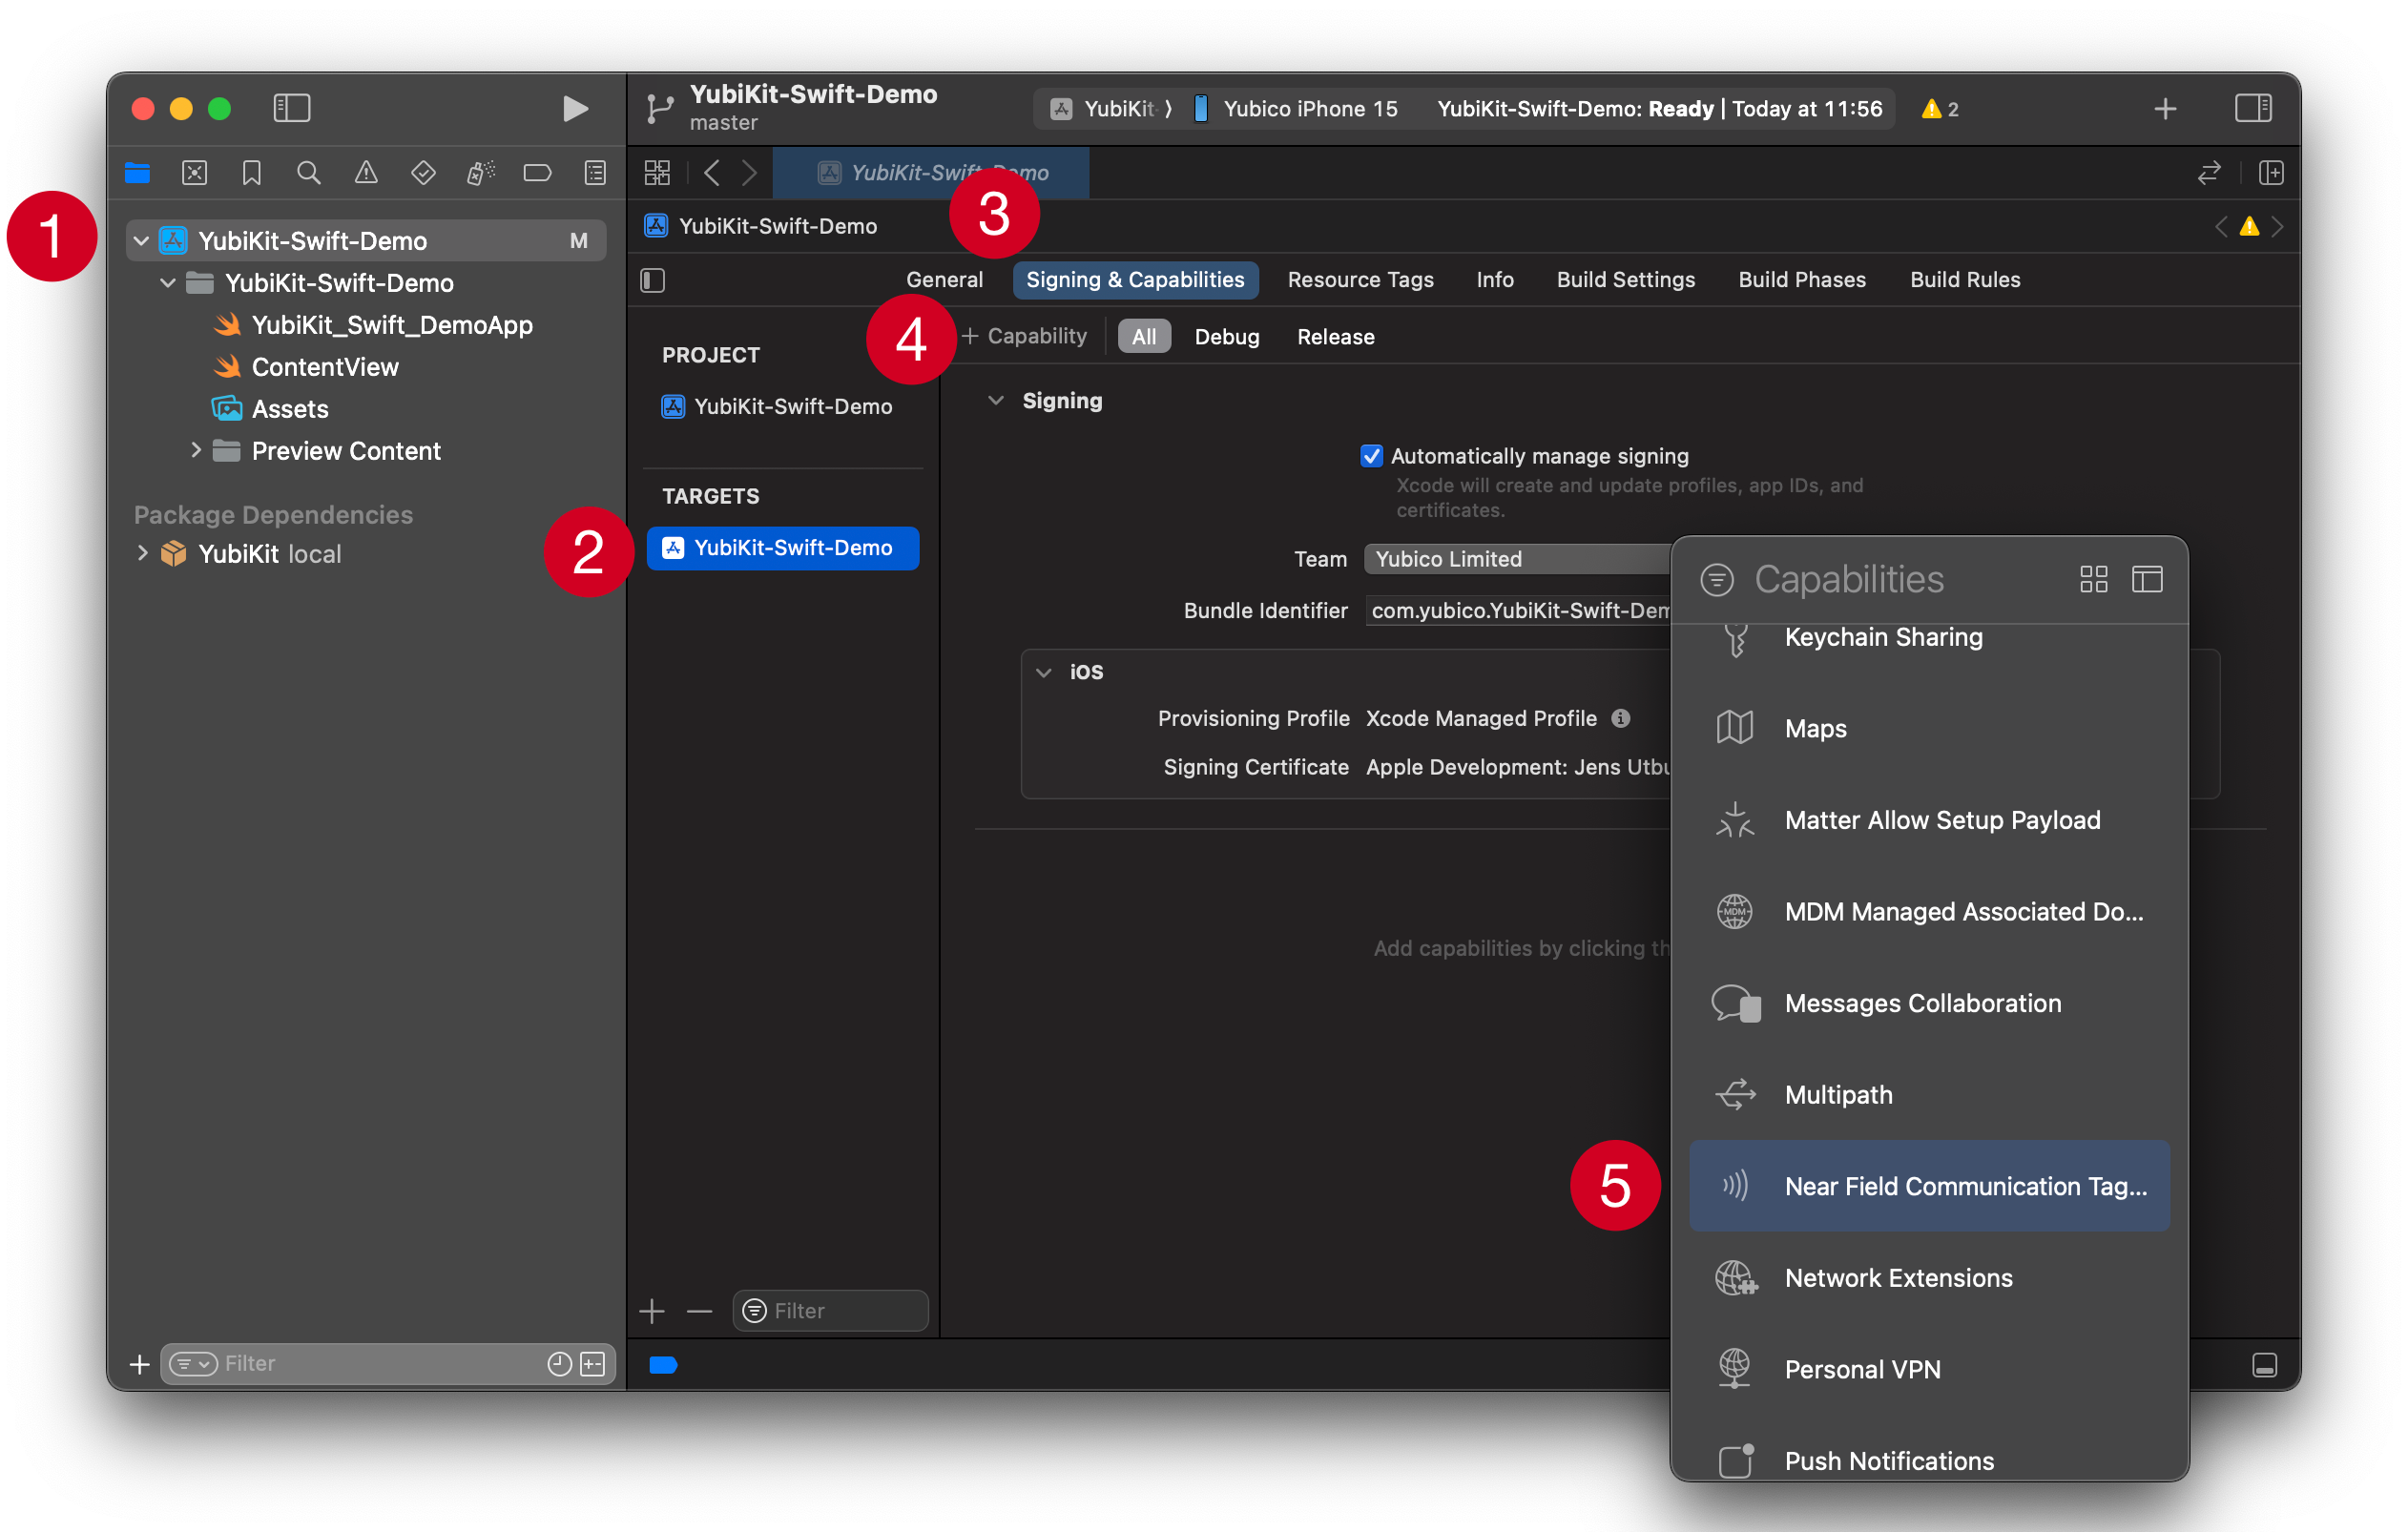 YubiKit-Swift-Demo
master
YubiKit
Yubico iPhone 15
YubiKit-Swift-Demo: Ready | Today at 11:56
2
YubiKit-Swift-Demo
1
YubiKit-Swift-Demo
M
YubiKit-Swift-Demo
YubiKit_Swift_DemoApp
ContentView
Assets
Preview Content
Package Dependencies
YubiKit local
Filter
3
YubiKit-Swift-Demo
General
Signing & Capabilities
Resource Tags
Info
Build Settings
Build Phases
Build Rules
4
+ Capability
All
Debug
Release
PROJECT
YubiKit-Swift-Demo
TARGETS
2
YubiKit-Swift-Demo
Filter
Signing
Automatically manage signing
Xcode will create and update profiles, app IDs, and
certificates.
Team
Yubico Limited
Bundle Identifier
com.yubico.YubiKit-Swift-Dem
iOS
Provisioning Profile
Xcode Managed Profile
Signing Certificate
Apple Development: Jens Utbu
Add capabilities by clicking th
Capabilities
Keychain Sharing
Maps
Matter Allow Setup Payload
MDM
MDM Managed Associated Do...
Messages Collaboration
Multipath
5
Near Field Communication Tag...
Network Extensions
Personal VPN
Push Notifications